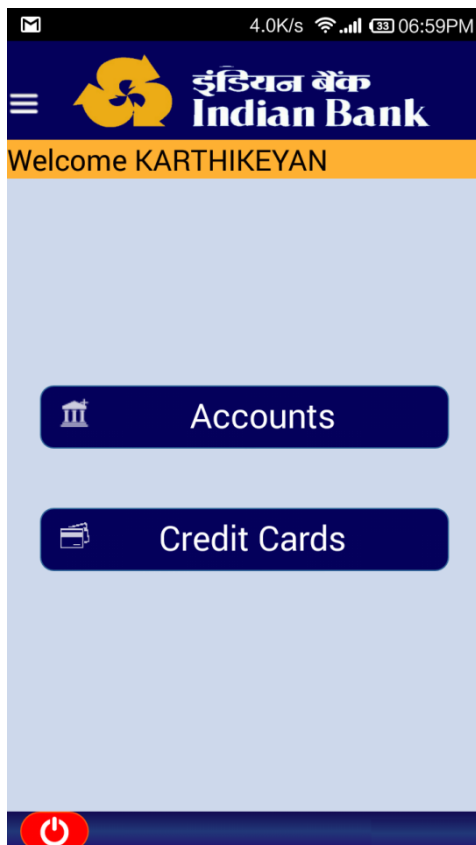 4.0K/s 33 06:59PM
इंडियन बैंक
Indian Bank
Welcome KARTHIKEYAN
Accounts
Credit Cards